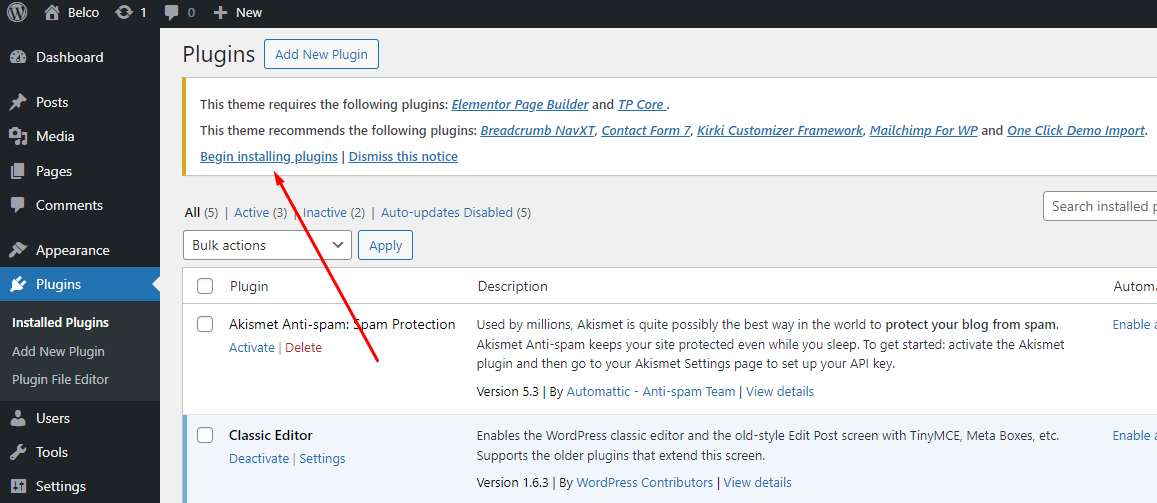 Belco 1 0 New
Dashboard
Posts
Media
Pages
Comments
Appearance
Plugins
Installed Plugins
Add New Plugin
Plugin File Editor
Users
Tools
Settings
Plugins Add New Plugin
This theme requires the following plugins: Elementor Page Builder and TP Core .
This theme recommends the following plugins: Breadcrumb NavXT, Contact Form 7, Kirki Customizer Framework, Mailchimp For WP and One Click Demo Import.
Begin installing plugins | Dismiss this notice
All (5) | Active (3) | Inactive (2) | Auto-updates Disabled (5)
Search installed p
Bulk actions Apply
Plugin Description Automa
Akismet Anti-spam: Spam Protection
Activate | Delete
Used by millions, Akismet is quite possibly the best way in the world to protect your blog from spam.
Akismet Anti-spam keeps your site protected even while you sleep. To get started: activate the Akismet
plugin and then go to your Akismet Settings page to set up your API key.
Version 5.3 | By Automattic - Anti-spam Team | View details
Enable a
Classic Editor
Deactivate | Settings
Enables the WordPress classic editor and the old-style Edit Post screen with TinyMCE, Meta Boxes, etc.
Supports the older plugins that extend this screen.
Version 1.6.3 | By WordPress Contributors | View details
Enable a